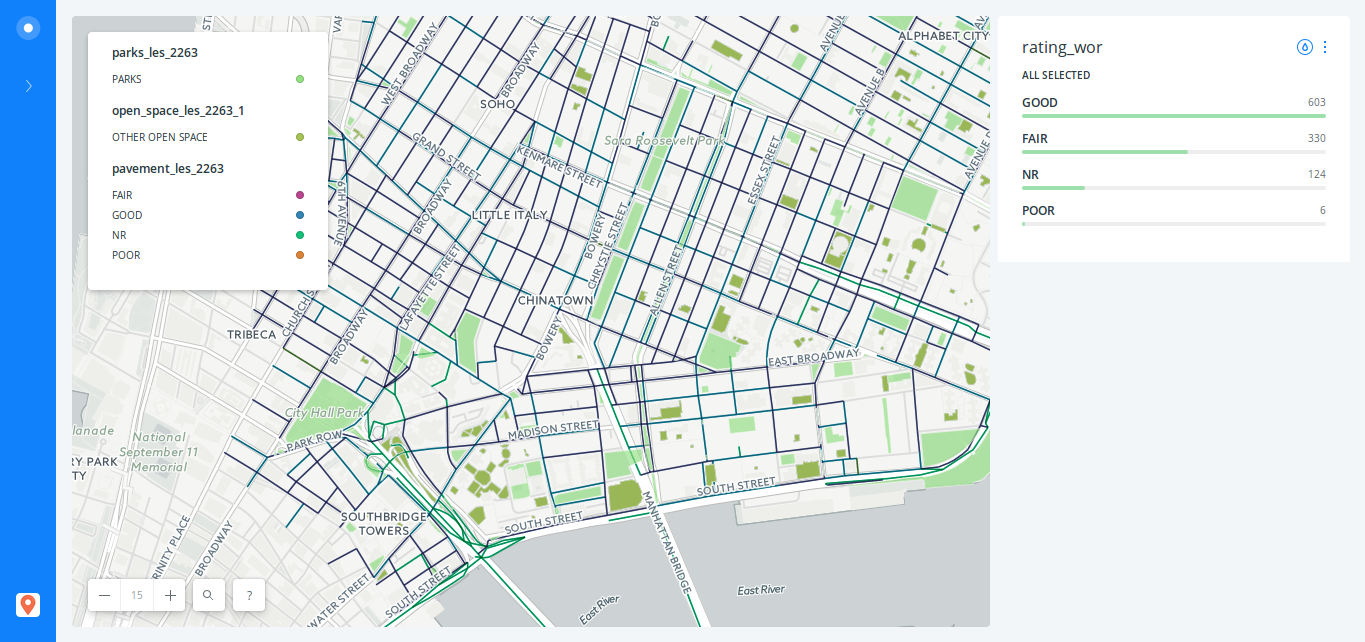 parks_les_2263
PARKS
open_space_les_2263_1
OTHER OPEN SPACE
pavement_les_2263
FAIR
GOOD
NR
POOR
WEST BROADWAY
BROADWAY
SOHO
AVENUE
AVENUE B
ALPHABET CITY
AVENUE D
GRAND STREET
KENMARE STREET
Sara Roosevelt Park
ESSEX STREET
6TH AVENUE
BROADWAY
LITTLE ITALY
BOWERY
CHRYSTIE STREET
ALLEN STREET
LAFAYETTE STREET
CHINATOWN
CHURCH S
TRIBECA
BROADWAY
BOWERY
EAST BROADWAY
City Hall Park
PARK ROW
MADISON STREET
lanade
National
September 11
Memorial
RY PARK
TY
SOUTH STREET
SOUTH STREET
MANHATTAN BRIDGE
SOUTHBRIDGE
TOWERS
RINITY PLACE
BROADWAY
WATER STREET
SOUTH STREET
East River
East River
15
?
rating_wor
ALL SELECTED
GOOD 603
FAIR 330
NR 124
POOR 6